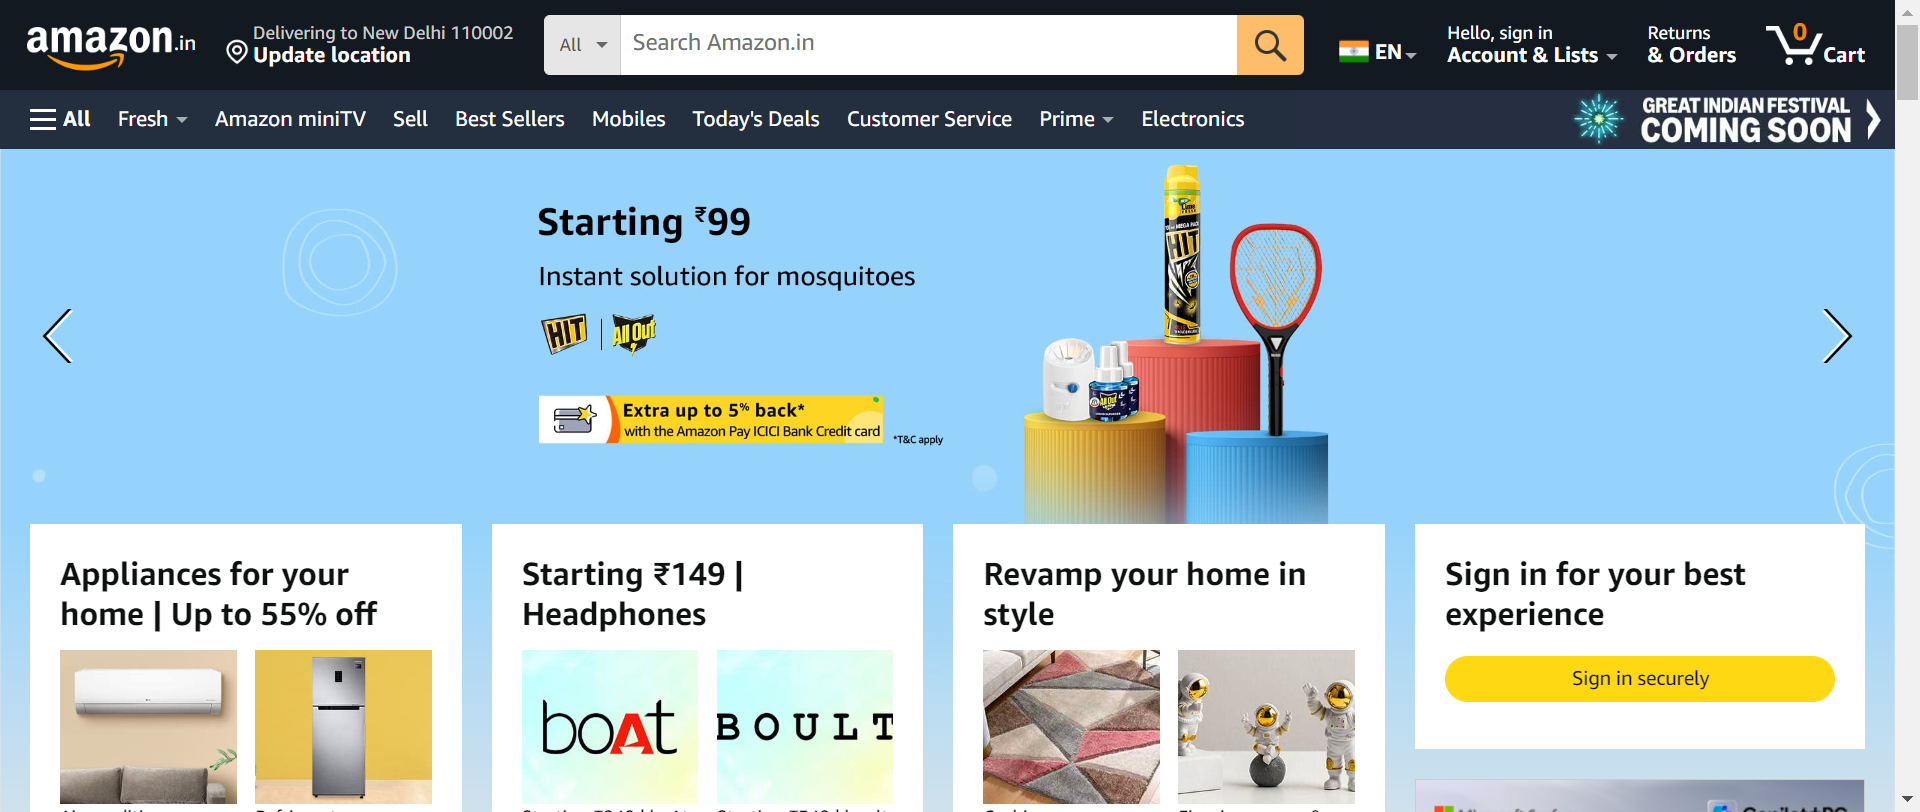 amazon.in
Delivering to New Delhi 110002
Update location
All
Search Amazon.in
EN
Hello, sign in
Account & Lists
Returns
& Orders
0
Cart
All
Fresh
Amazon miniTV
Sell
Best Sellers
Mobiles
Today's Deals
Customer Service
Prime
Electronics
GREAT INDIAN FESTIVAL
COMING SOON
Starting ₹99
Instant solution for mosquitoes
HIT
All Out
Extra up to 5% back*
with the Amazon Pay ICICI Bank Credit card
*T&C apply
Lime
HIT
All Out
Appliances for your
home | Up to 55% off
Starting ₹149 |
Headphones
boAt
BOULT
Revamp your home in
style
Sign in for your best
experience
Sign in securely